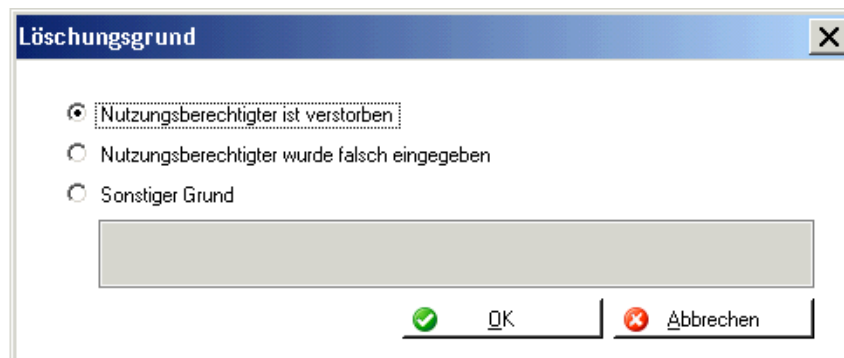 Löschungsgrund
Nutzungsberechtigter ist verstorben
Nutzungsberechtigter wurde falsch eingegeben
Sonstiger Grund
OK Abbrechen